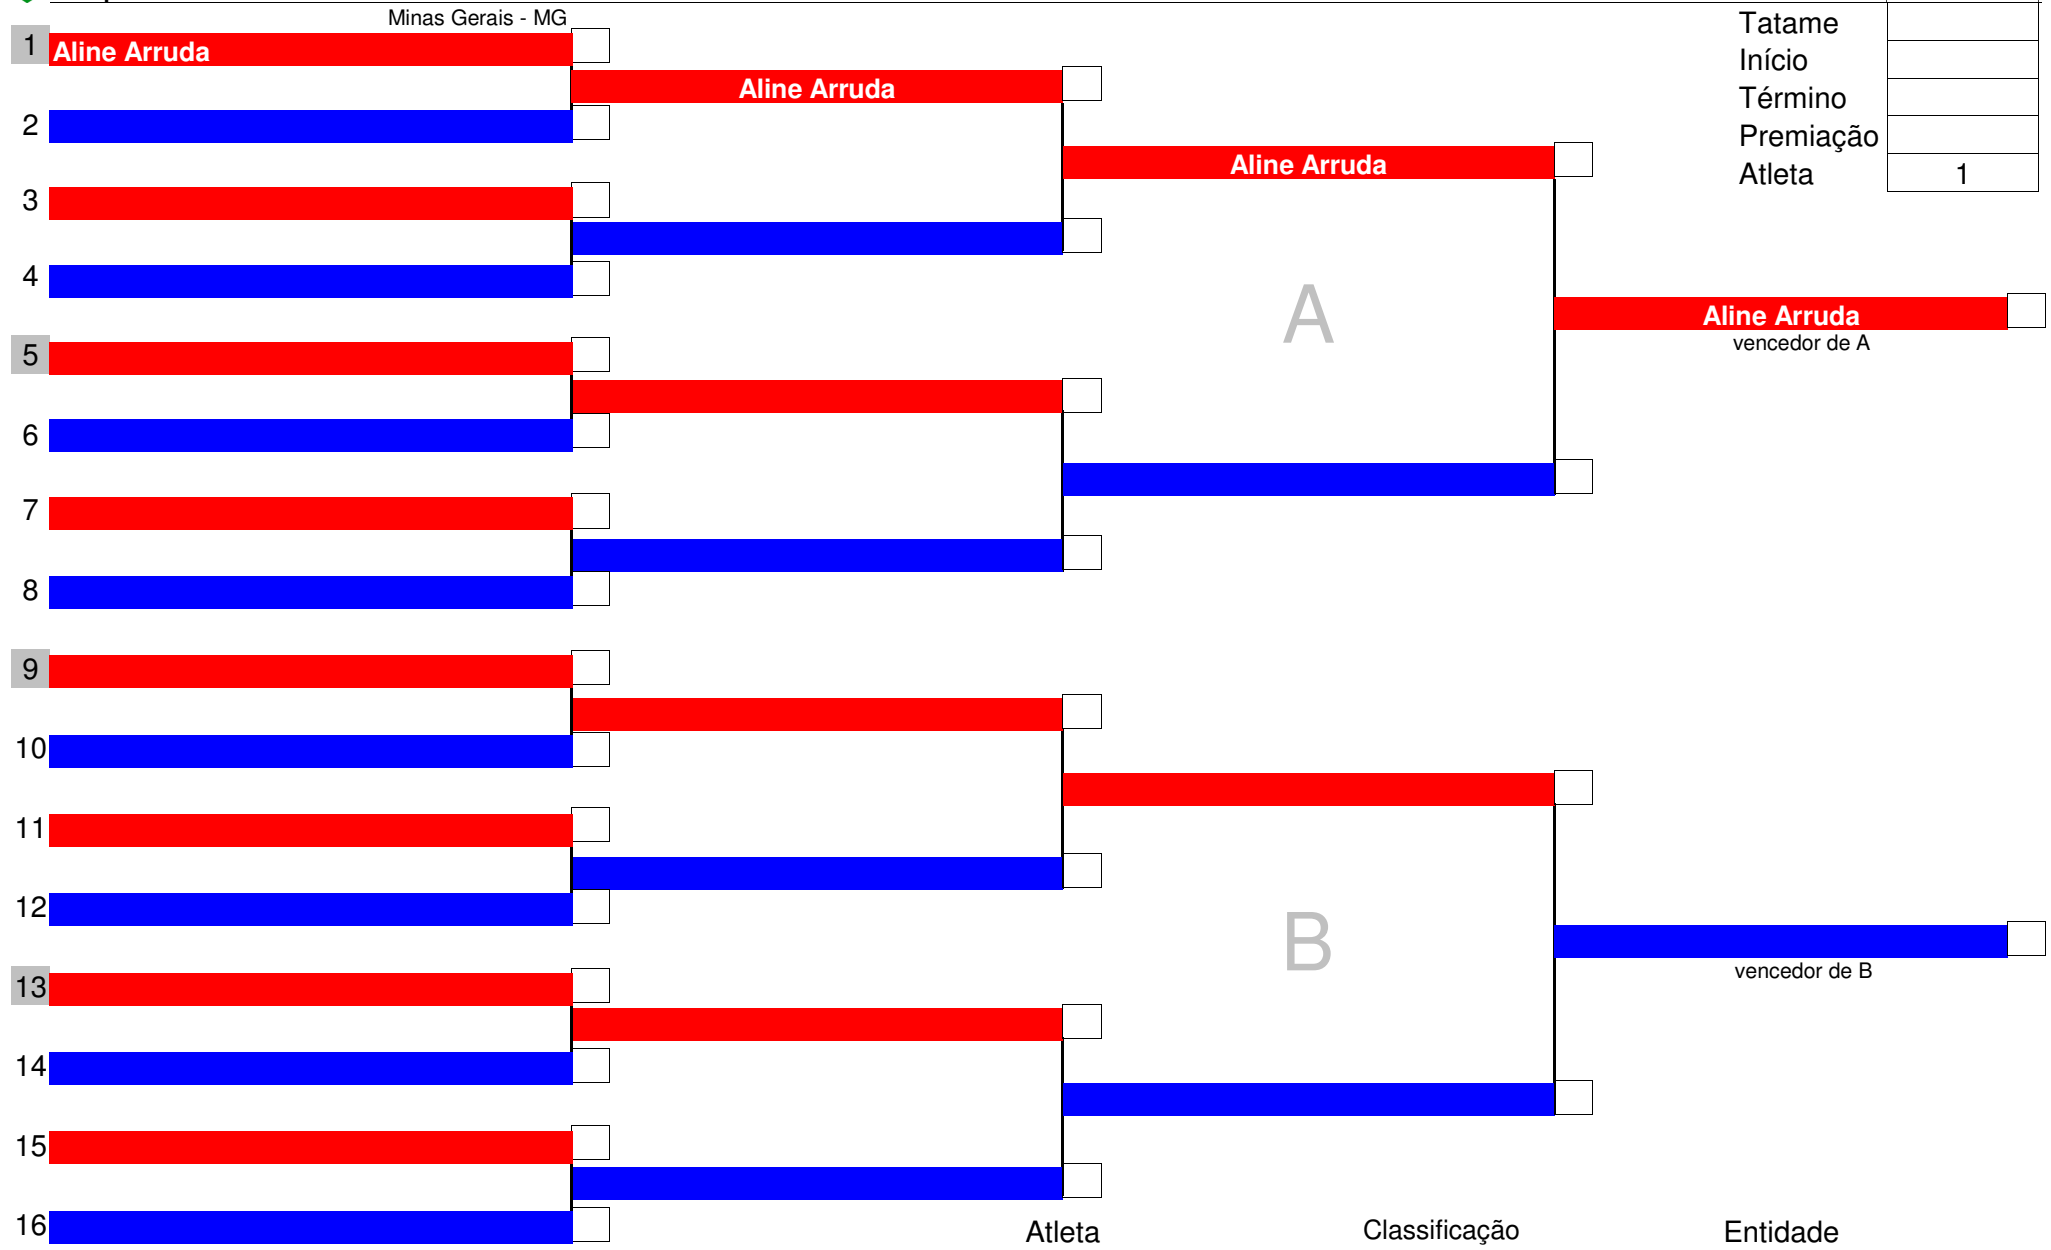 Minas Gerais - MG
Tatame
1 Aline Arruda
Início
Aline Arruda
Término
2
Premiação
Aline Arruda
Atleta 1
3
4
Aline Arruda
A
vencedor de A
5
6
7
8
9
10
11
12
B
vencedor de B
13
14
15
16
Atleta Classificação Entidade